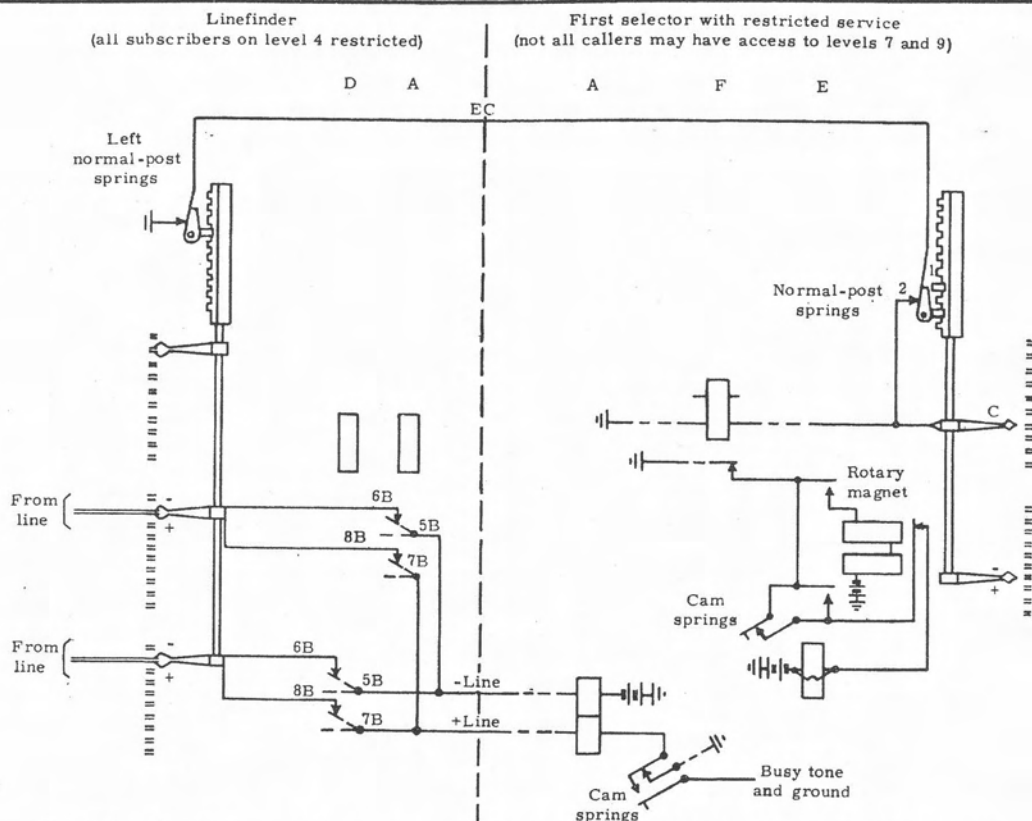 Linefinder
(all subscribers on level 4 restricted)
First selector with restricted service
(not all callers may have access to levels 7 and 9)
D A
A F E
EC
Left
normal-post
springs
1
2
Normal-post
springs
C
Rotary
magnet
From
line
-
+
6B
5B
8B
7B
-
+
Cam
springs
From
line
-
+
6B
5B
8B
7B
-Line
+Line
Busy tone
and ground
Cam
springs